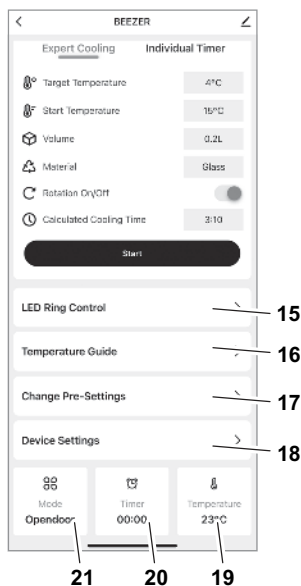 BEEZER
Expert Cooling Individual Timer
Target Temperature 4°C
Start Temperature 15°C
Volume 0.2L
Material Glass
Rotation On/Off
Calculated Cooling Time 3:10
Start
LED Ring Control
15
Temperature Guide
16
Change Pre-Settings
17
Device Settings
18
Mode Timer Temperature
Opendoor 00:00 23°C
21 20 19